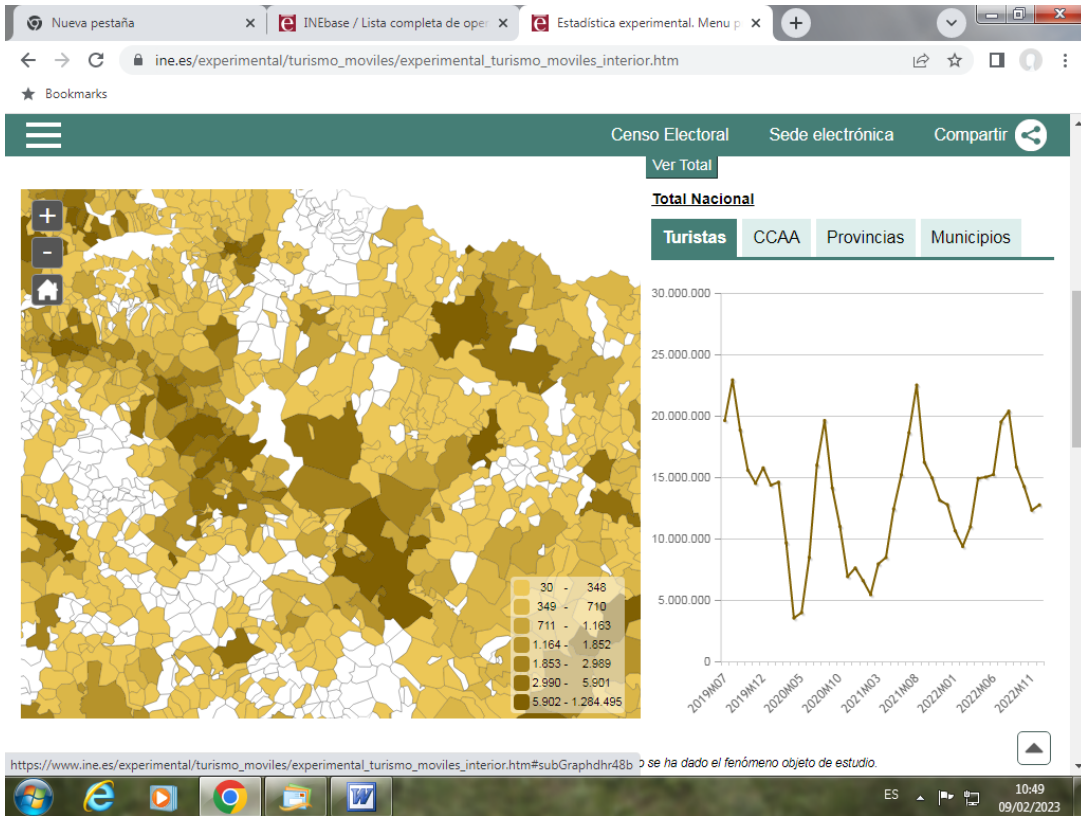 Nueva pestaña
INEbase / Lista completa de oper
Estadística experimental. Menu p
ine.es/experimental/turismo_moviles/experimental_turismo_moviles_interior.htm
Bookmarks
Censo Electoral Sede electrónica Compartir
Ver Total
Total Nacional
Turistas CCAA Provincias Municipios
+
-
30.000.000
25.000.000
20.000.000
15.000.000
10.000.000
5.000.000
0
2019M07 2019M12 2020M05 2020M10 2021M03 2021M08 2022M01 2022M06 2022M11
30 - 348
349 - 710
711 - 1.163
1.164 - 1.852
1.853 - 2.989
2.990 - 5.901
5.902 - 1.284.495
https://www.ine.es/experimental/turismo_moviles/experimental_turismo_moviles_interior.htm#subGraphdhr48b
se ha dado el fenómeno objeto de estudio.
ES
10:49
09/02/2023